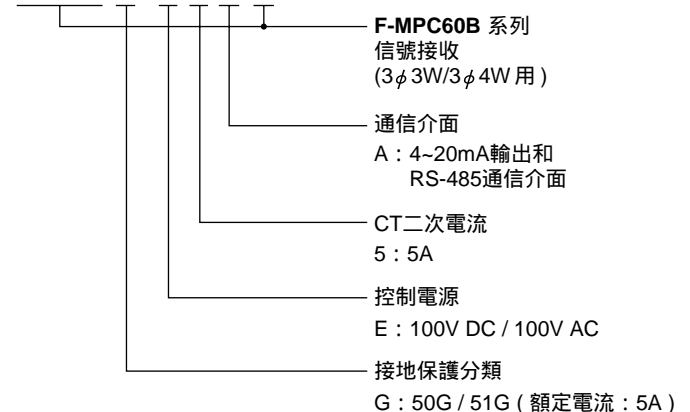 F-MPC60B 系列
信號接收
(3φ3W/3φ4W 用 )
通信介面
A：4~20mA輸出和
RS-485通信介面
CT二次電流
5：5A
控制電源
E：100V DC / 100V AC
接地保護分類
G：50G / 51G ( 額定電流：5A )